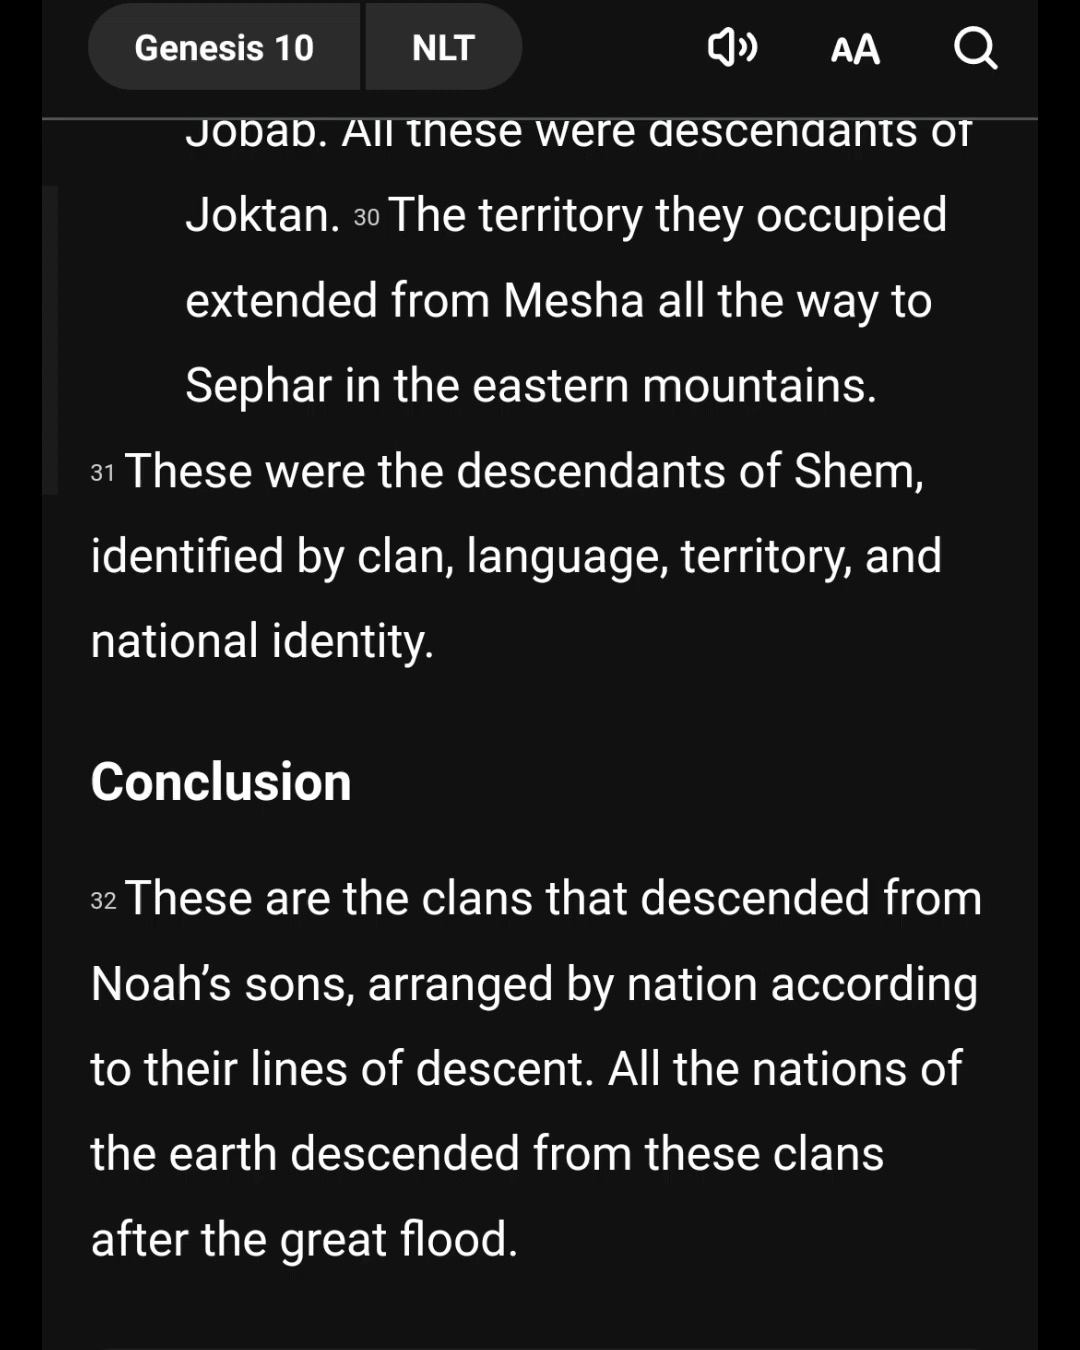 Genesis 10 NLT AA
Jobab. All these were descendants of
Joktan. 30 The territory they occupied
extended from Mesha all the way to
Sephar in the eastern mountains.
31 These were the descendants of Shem,
identified by clan, language, territory, and
national identity.
Conclusion
32 These are the clans that descended from
Noah’s sons, arranged by nation according
to their lines of descent. All the nations of
the earth descended from these clans
after the great flood.